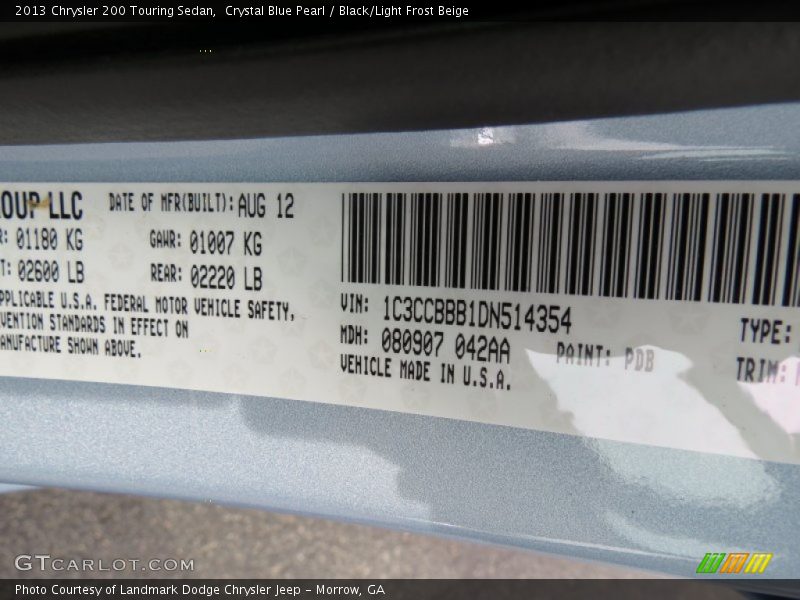 2013 Chrysler 200 Touring Sedan,  Crystal Blue Pearl / Black/Light Frost Beige
OUP LLC DATE OF MFR(BUILT): AUG 12
R: 01180 KG GAWR: 01007 KG
T: 02600 LB REAR: 02220 LB
APPLICABLE U.S.A. FEDERAL MOTOR VEHICLE SAFETY,
VENTION STANDARDS IN EFFECT ON
ANUFACTURE SHOWN ABOVE.
VIN: 1C3CCBBB1DN514354
MDH: 080907 042AA PAINT: PDB TYPE:
VEHICLE MADE IN U.S.A. TRIM:
GTCARLOT.COM
Photo Courtesy of Landmark Dodge Chrysler Jeep - Morrow, GA